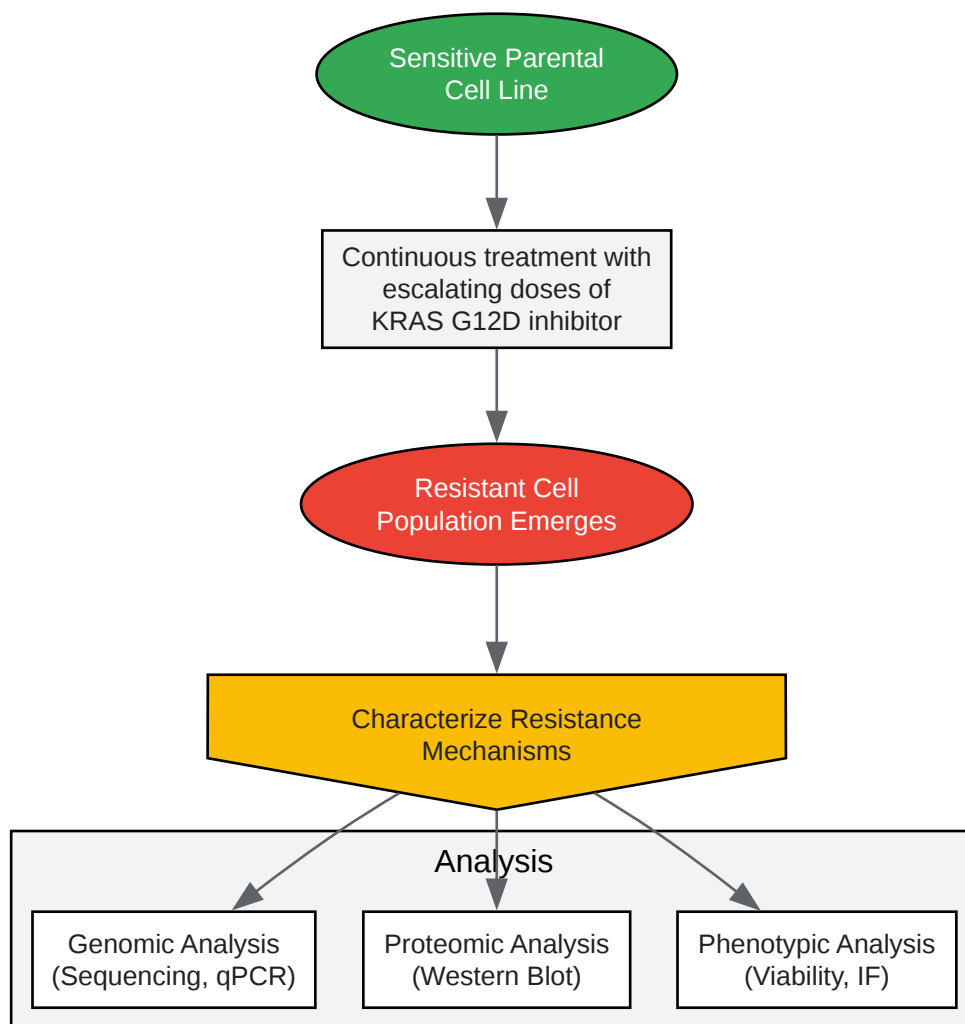 Sensitive Parental
Cell Line
Continuous treatment with
escalating doses of
KRAS G12D inhibitor
Resistant Cell
Population Emerges
Characterize Resistance
Mechanisms
Analysis
Genomic Analysis
(Sequencing, qPCR)
Proteomic Analysis
(Western Blot)
Phenotypic Analysis
(Viability, IF)